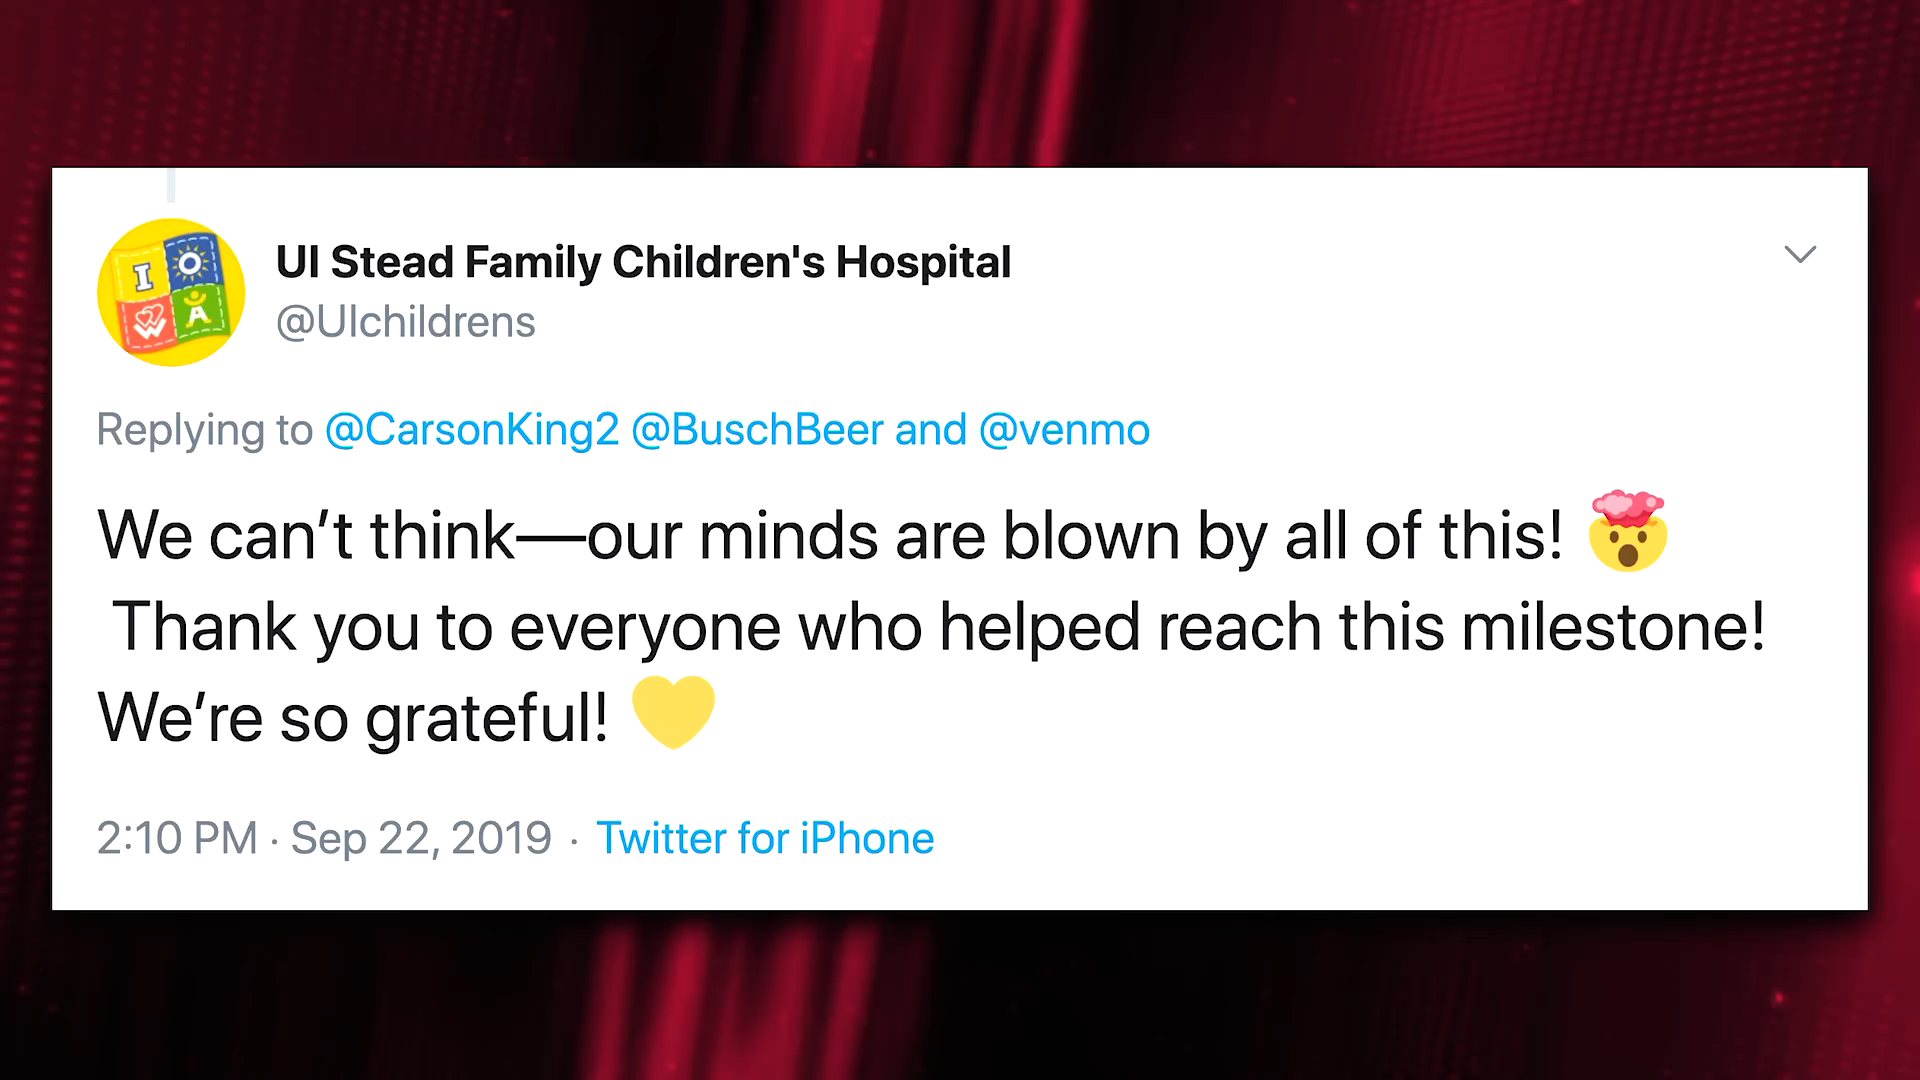 I O
W A
UI Stead Family Children's Hospital
@UIchildrens
Replying to @CarsonKing2 @BuschBeer and @venmo
We can’t think—our minds are blown by all of this! 🤯
Thank you to everyone who helped reach this milestone!
We’re so grateful! 💛
2:10 PM · Sep 22, 2019 · Twitter for iPhone